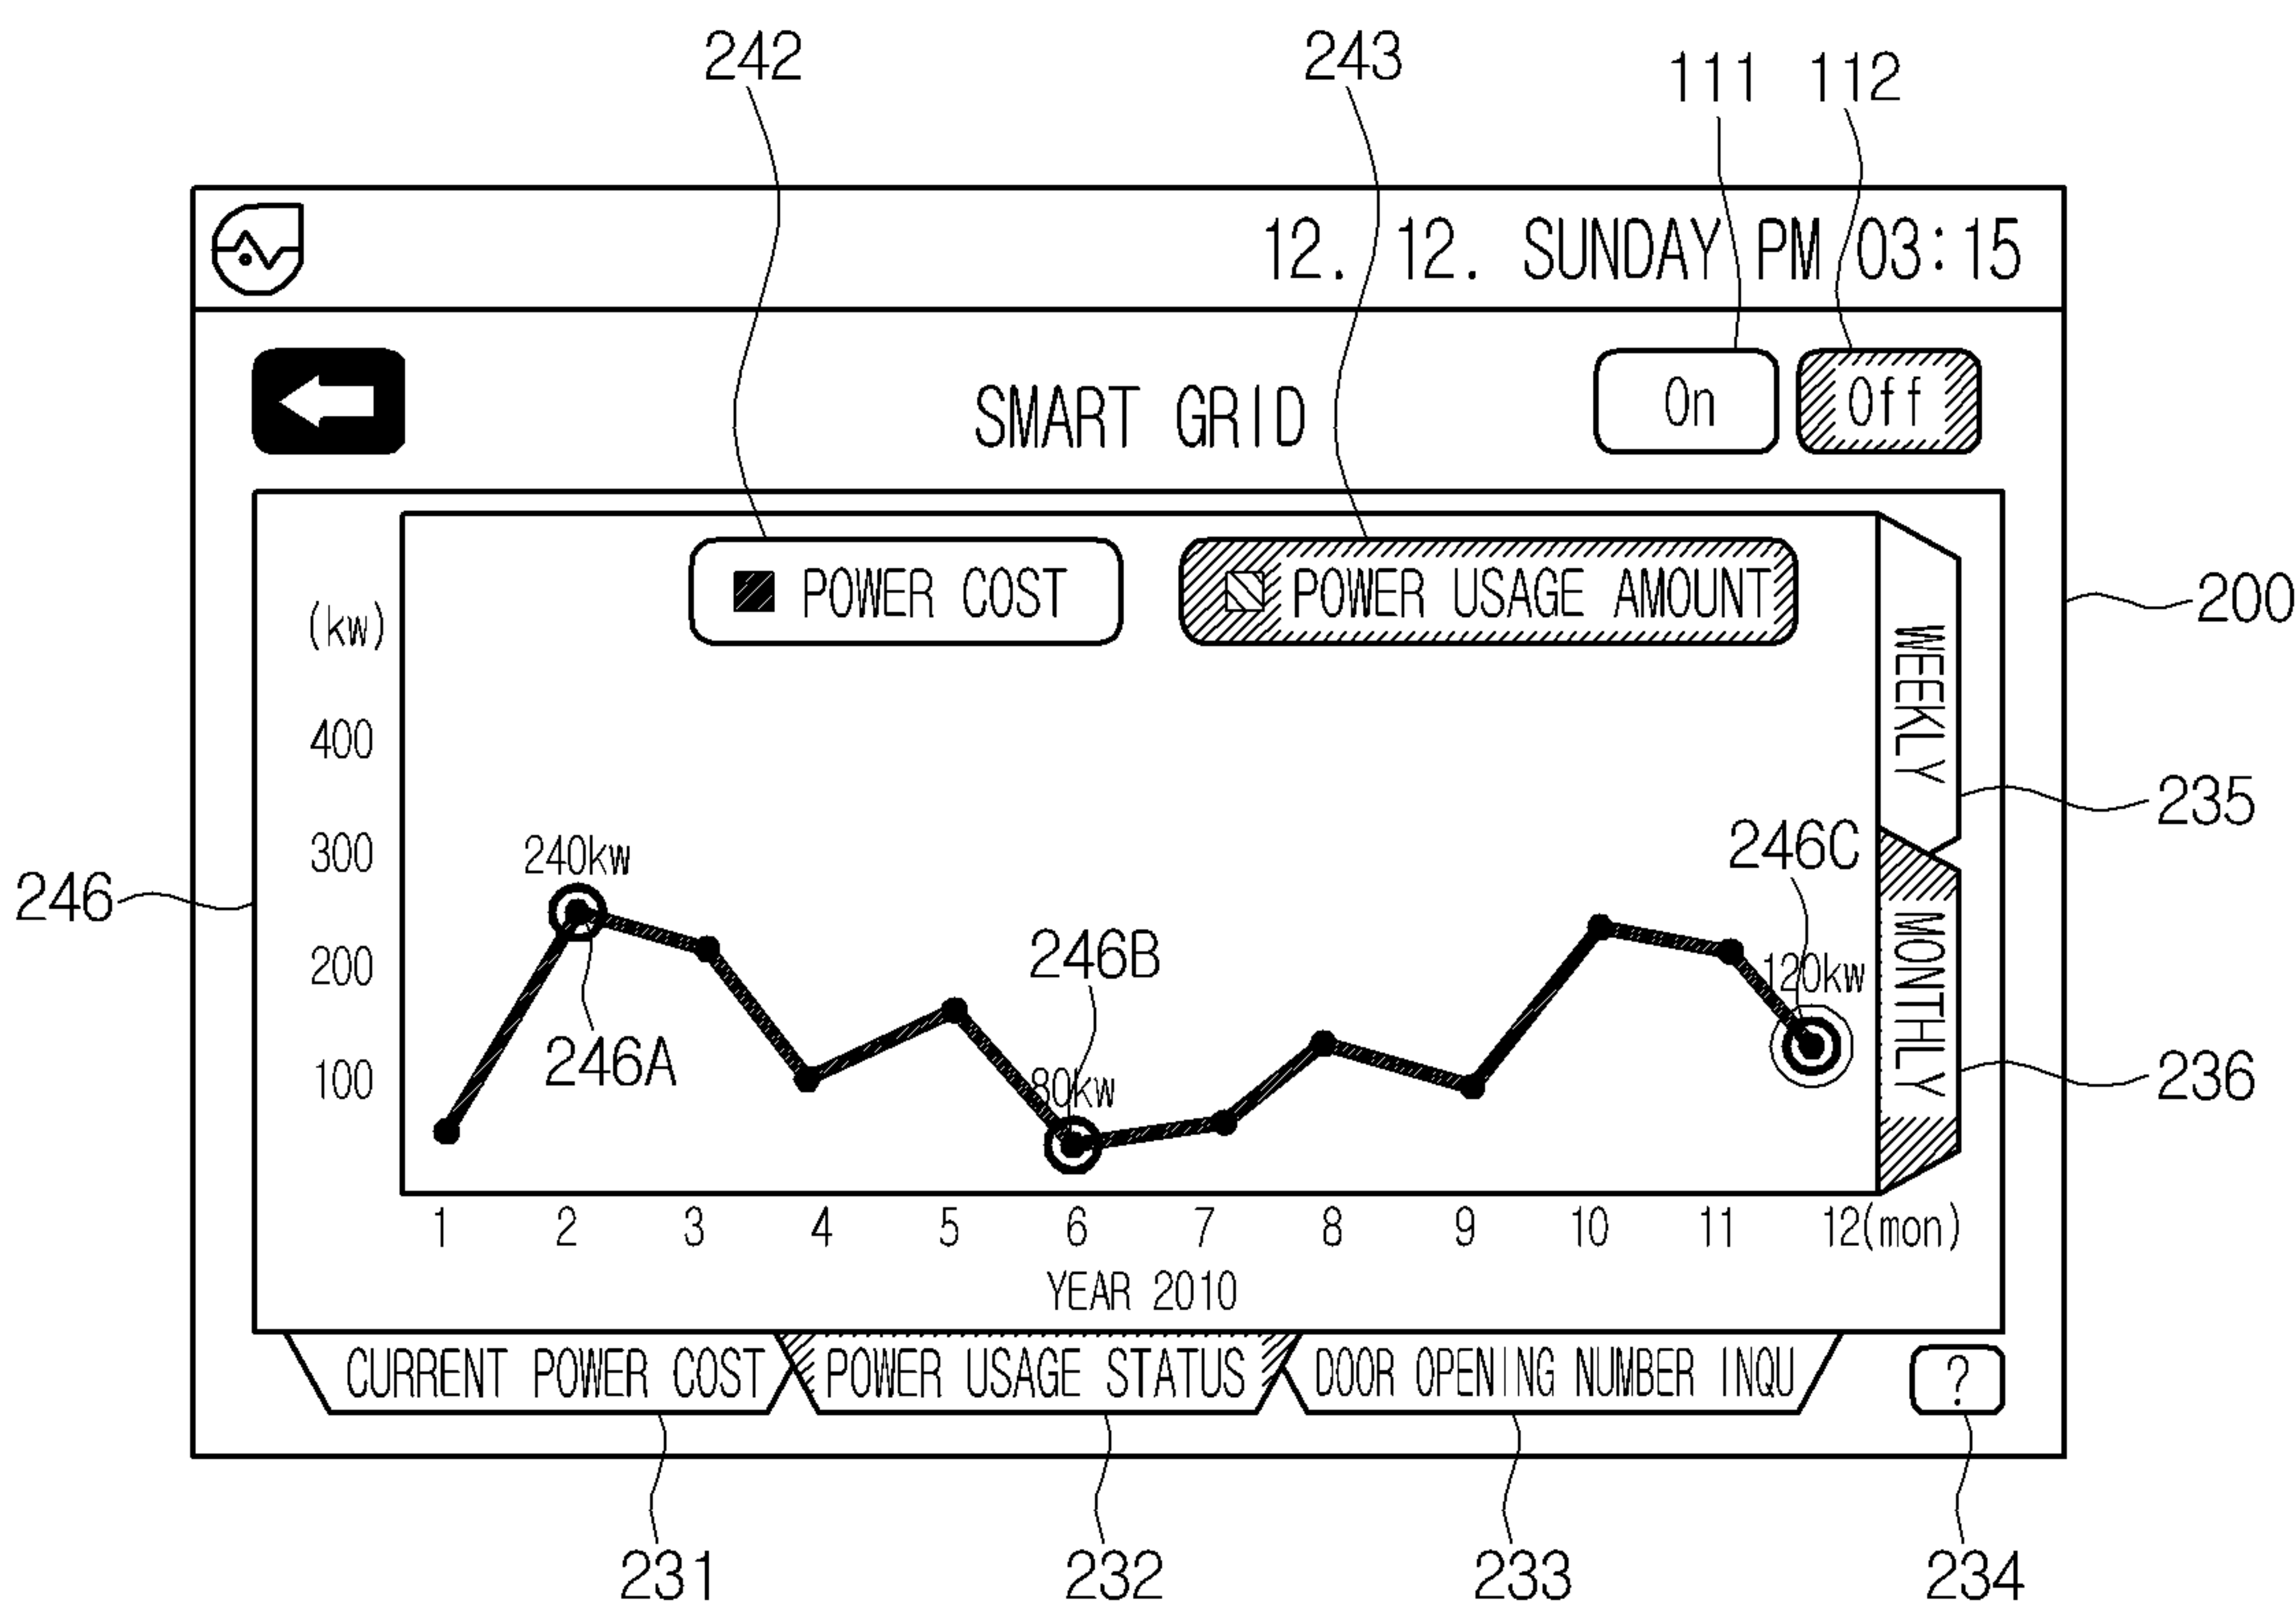 242 243 111 112
12. 12. SUNDAY PM 03:15
SMART GRID
On
Off
POWER COST
POWER USAGE AMOUNT
200
(kw)
WEEKLY
400
235
300
240kw
246C
246
246B
200
120kw
MONTHLY
246A
100
80kw
236
1 2 3 4 5 6 7 8 9 10 11 12(mon)
YEAR 2010
CURRENT POWER COST
POWER USAGE STATUS
DOOR OPENING NUMBER INQU
?
231 232 233 234